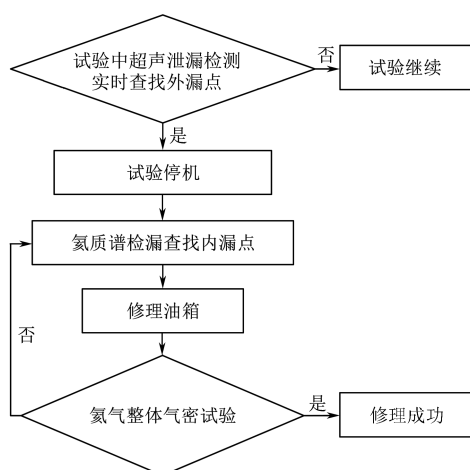 试验中超声泄漏检测
实时查找外漏点
否
试验继续
是
试验停机
氦质谱检漏查找内漏点
修理油箱
否
氦气整体气密试验
是
修理成功